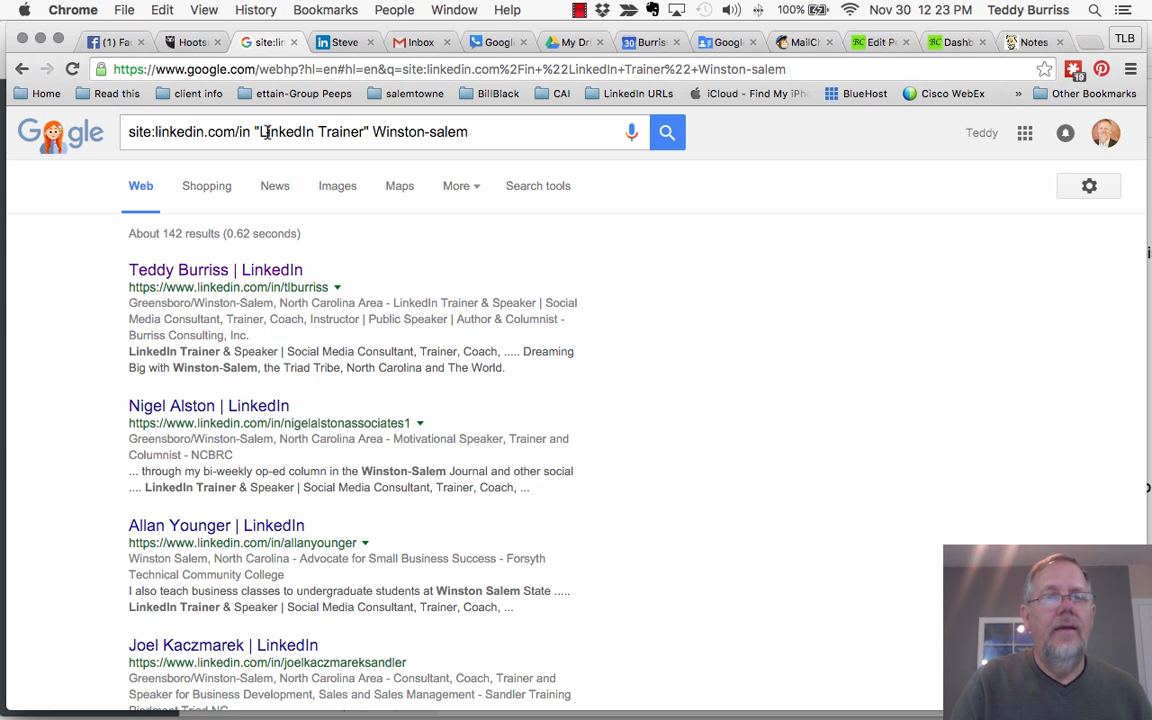 Chrome File Edit View History Bookmarks People Window Help 100% Nov 30 12:23 PM Teddy Burriss
(1) Fa Hoots site:lin Steve Inbox Googl My Dr Burris Googl MailCh Edit P Dashb Notes TLB
https://www.google.com/webhp?hl=en#hl=en&q=site:linkedin.com%2Fin+%22LinkedIn+Trainer%22+Winston-salem 19
Home Read this client info ettain-Group Peeps salemtowne BillBlack CAI LinkedIn URLs iCloud - Find My iPh BlueHost Cisco WebEx » Other Bookmarks
Google site:linkedin.com/in "LinkedIn Trainer" Winston-salem Teddy
Web Shopping News Images Maps More Search tools
About 142 results (0.62 seconds)
Teddy Burriss | LinkedIn
https://www.linkedin.com/in/tlburriss
Greensboro/Winston-Salem, North Carolina Area - LinkedIn Trainer & Speaker | Social
Media Consultant, Trainer, Coach, Instructor | Public Speaker | Author & Columnist -
Burriss Consulting, Inc.
LinkedIn Trainer & Speaker | Social Media Consultant, Trainer, Coach, ..... Dreaming
Big with Winston-Salem, the Triad Tribe, North Carolina and The World.
Nigel Alston | LinkedIn
https://www.linkedin.com/in/nigelalstonassociates1
Greensboro/Winston-Salem, North Carolina Area - Motivational Speaker, Trainer and
Columnist - NCBRC
... through my bi-weekly op-ed column in the Winston-Salem Journal and other social
.... LinkedIn Trainer & Speaker | Social Media Consultant, Trainer, Coach, ...
Allan Younger | LinkedIn
https://www.linkedin.com/in/allanyounger
Winston Salem, North Carolina - Advocate for Small Business Success - Forsyth
Technical Community College
I also teach business classes to undergraduate students at Winston Salem State .....
LinkedIn Trainer & Speaker | Social Media Consultant, Trainer, Coach, ...
Joel Kaczmarek | LinkedIn
https://www.linkedin.com/in/joelkaczmareksandler
Greensboro/Winston-Salem, North Carolina Area - Consultant, Coach, Trainer and
Speaker for Business Development, Sales and Sales Management - Sandler Training
Piedmont Triad NC